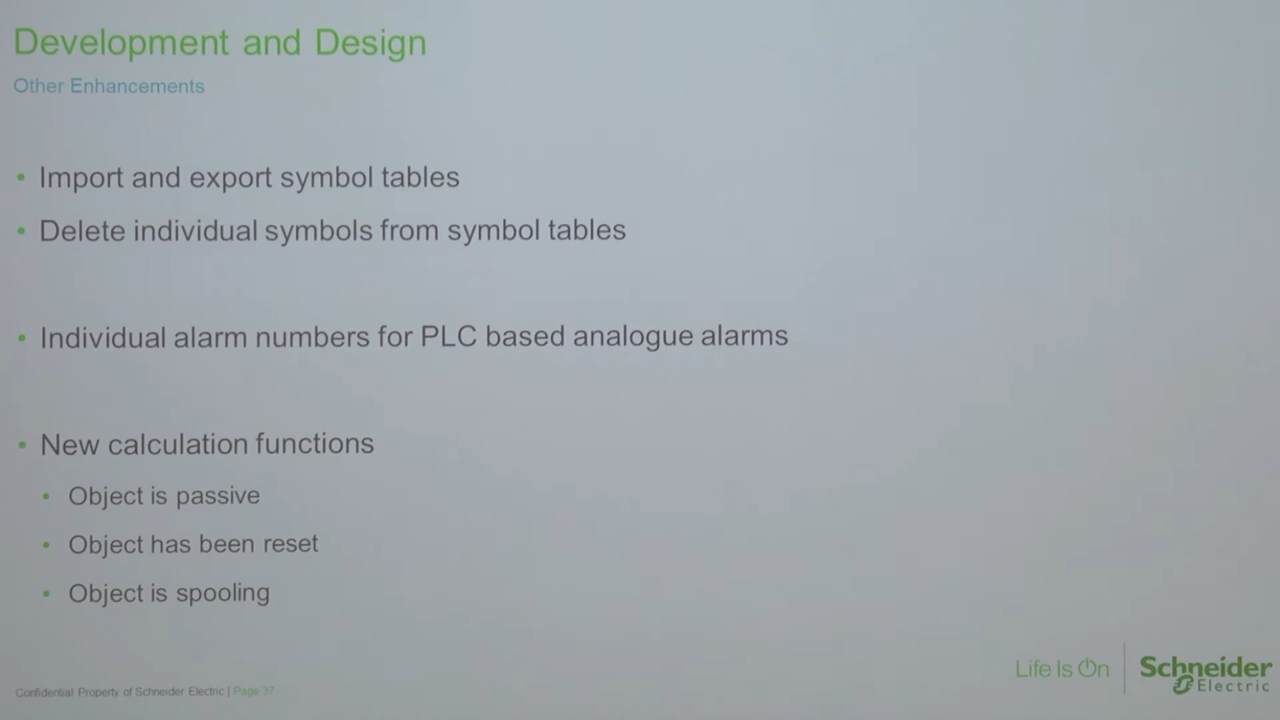 Development and Design
Other Enhancements
• Import and export symbol tables
• Delete individual symbols from symbol tables
• Individual alarm numbers for PLC based analogue alarms
• New calculation functions
• Object is passive
• Object has been reset
• Object is spooling
Confidential Property of Schneider Electric | Page 37
Life Is On
Schneider
Electric